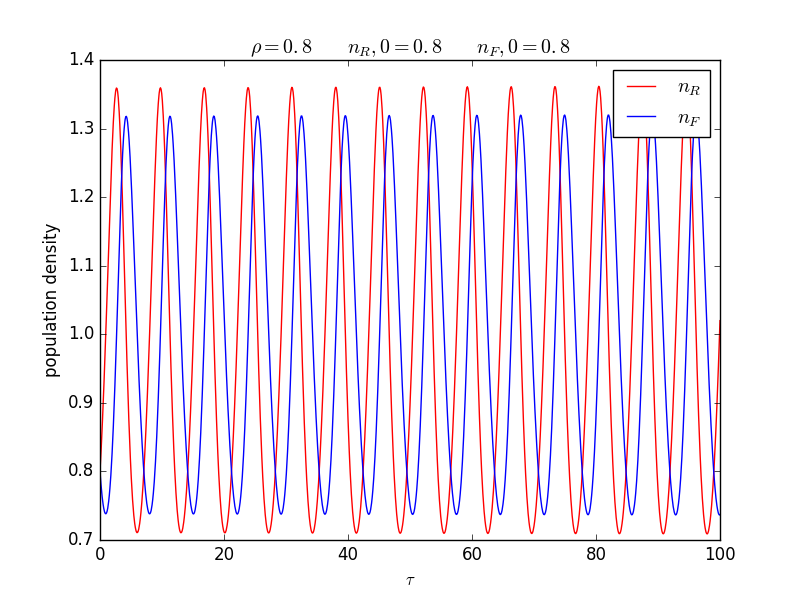 ρ = 0.8 n_R, 0 = 0.8 n_F, 0 = 0.8
1.4
1.3
1.2
1.1
1.0
0.9
0.8
0.7
population density
n_R
n_F
0 20 40 60 80 100
τ